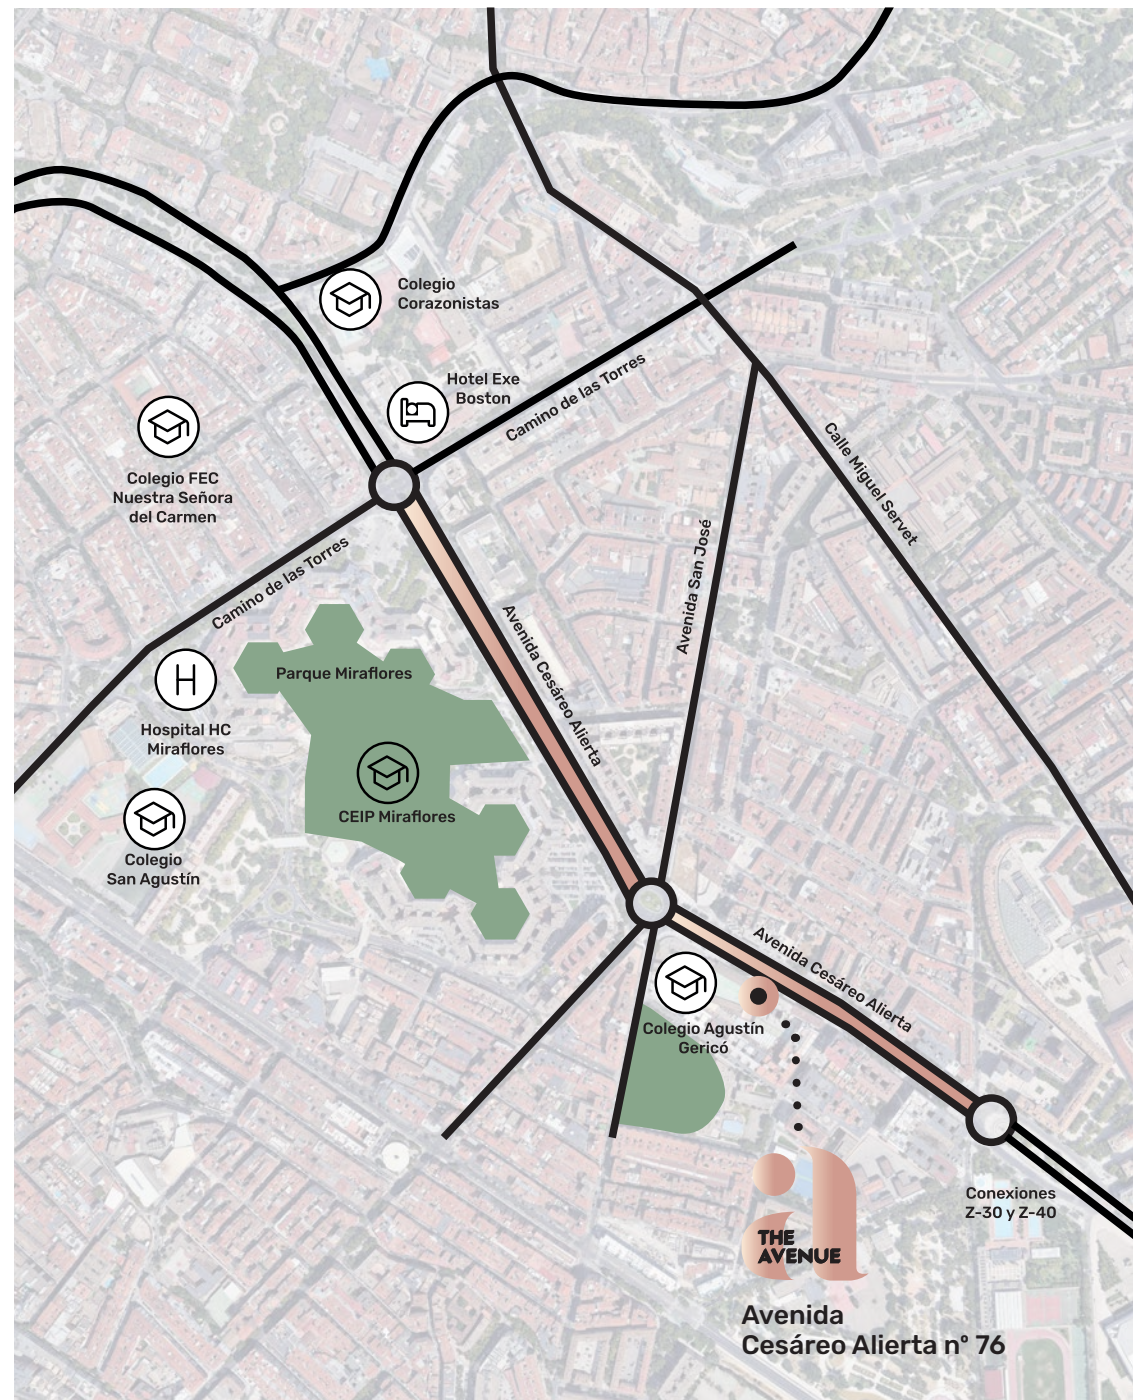 Colegio
Corazonistas
Hotel Exe
Boston
Camino de las Torres
Colegio FEC
Nuestra Señora
del Carmen
Calle Miguel Servet
Avenida San José
Camino de las Torres
Avenida Cesáreo Alierta
Parque Miraflores
H
Hospital HC
Miraflores
CEIP Miraflores
Colegio
San Agustín
Avenida Cesáreo Alierta
Colegio Agustín
Gericó
Conexiones
Z-30 y Z-40
a
THE
AVENUE
Avenida
Cesáreo Alierta nº 76